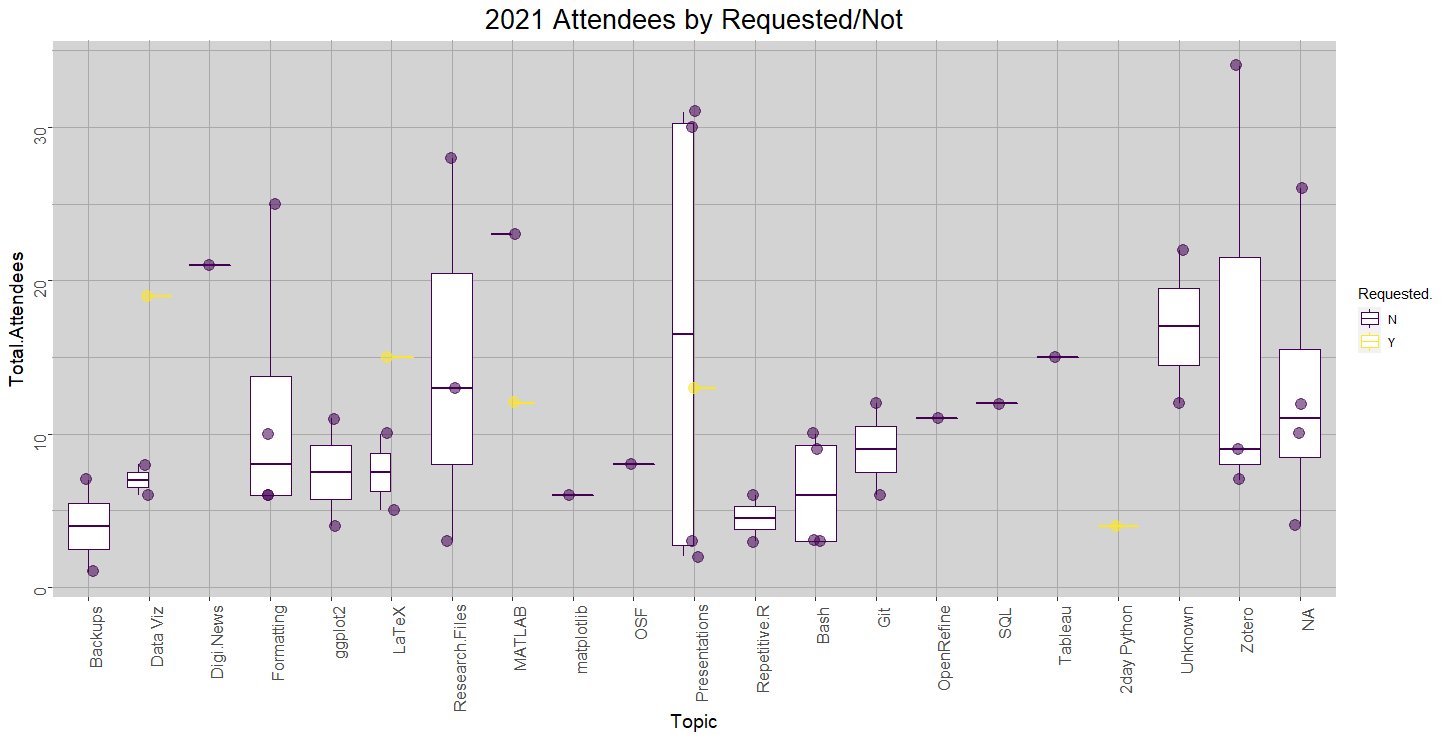 2021 Attendees by Requested/Not
Total.Attendees
30
20
10
0
Backups
Data Viz
Digi.News
Formatting
ggplot2
LaTeX
Research.Files
MATLAB
matplotlib
OSF
Presentations
Repetitive.R
Bash
Git
OpenRefine
SQL
Tableau
2day Python
Unknown
Zotero
NA
Topic
Requested.
N
Y